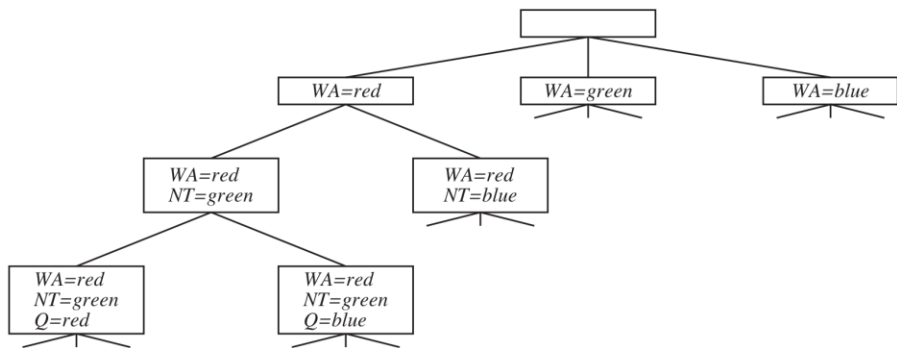 WA=red
WA=green
WA=blue
WA=red
NT=green
WA=red
NT=blue
WA=red
NT=green
Q=red
WA=red
NT=green
Q=blue